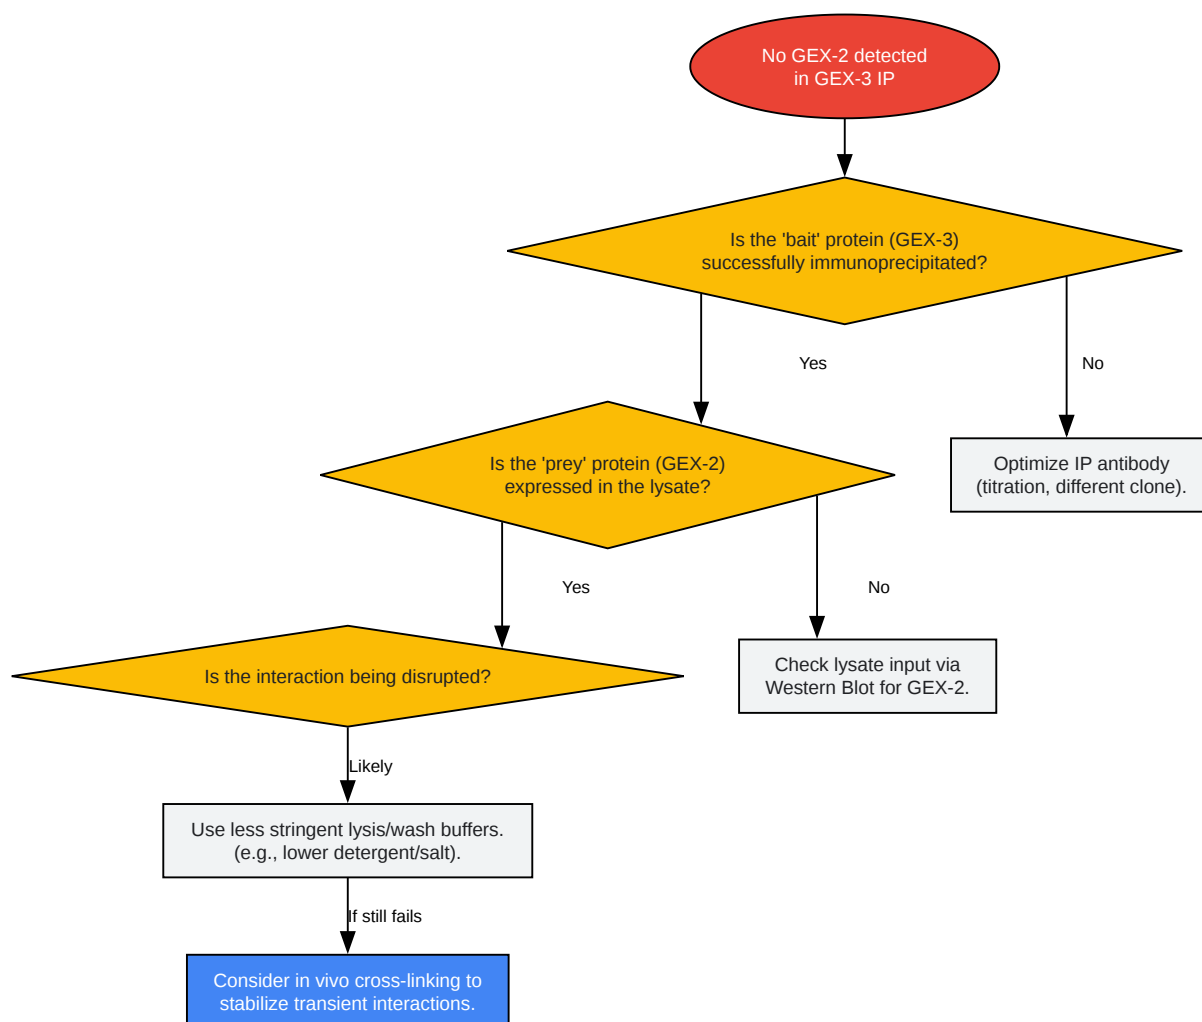 No GEX-2 detected
in GEX-3 IP
Is the 'bait' protein (GEX-3)
successfully immunoprecipitated?
Yes
No
Is the 'prey' protein (GEX-2)
expressed in the lysate?
Optimize IP antibody
(titration, different clone).
Yes
No
Is the interaction being disrupted?
Check lysate input via
Western Blot for GEX-2.
Likely
Use less stringent lysis/wash buffers.
(e.g., lower detergent/salt).
If still fails
Consider in vivo cross-linking to
stabilize transient interactions.